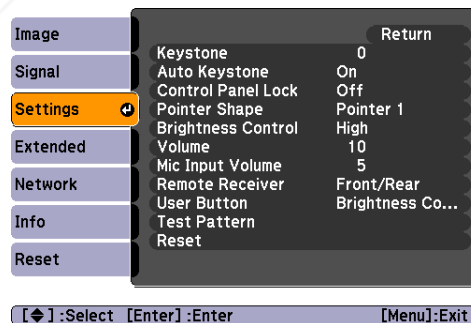 Image
Signal
Settings
Extended
Network
Info
Reset
Return
Keystone 0
Auto Keystone On
Control Panel Lock Off
Pointer Shape Pointer 1
Brightness Control High
Volume 10
Mic Input Volume 5
Remote Receiver Front/Rear
User Button Brightness Co...
Test Pattern
Reset
[◆] :Select [Enter] :Enter [Menu]:Exit